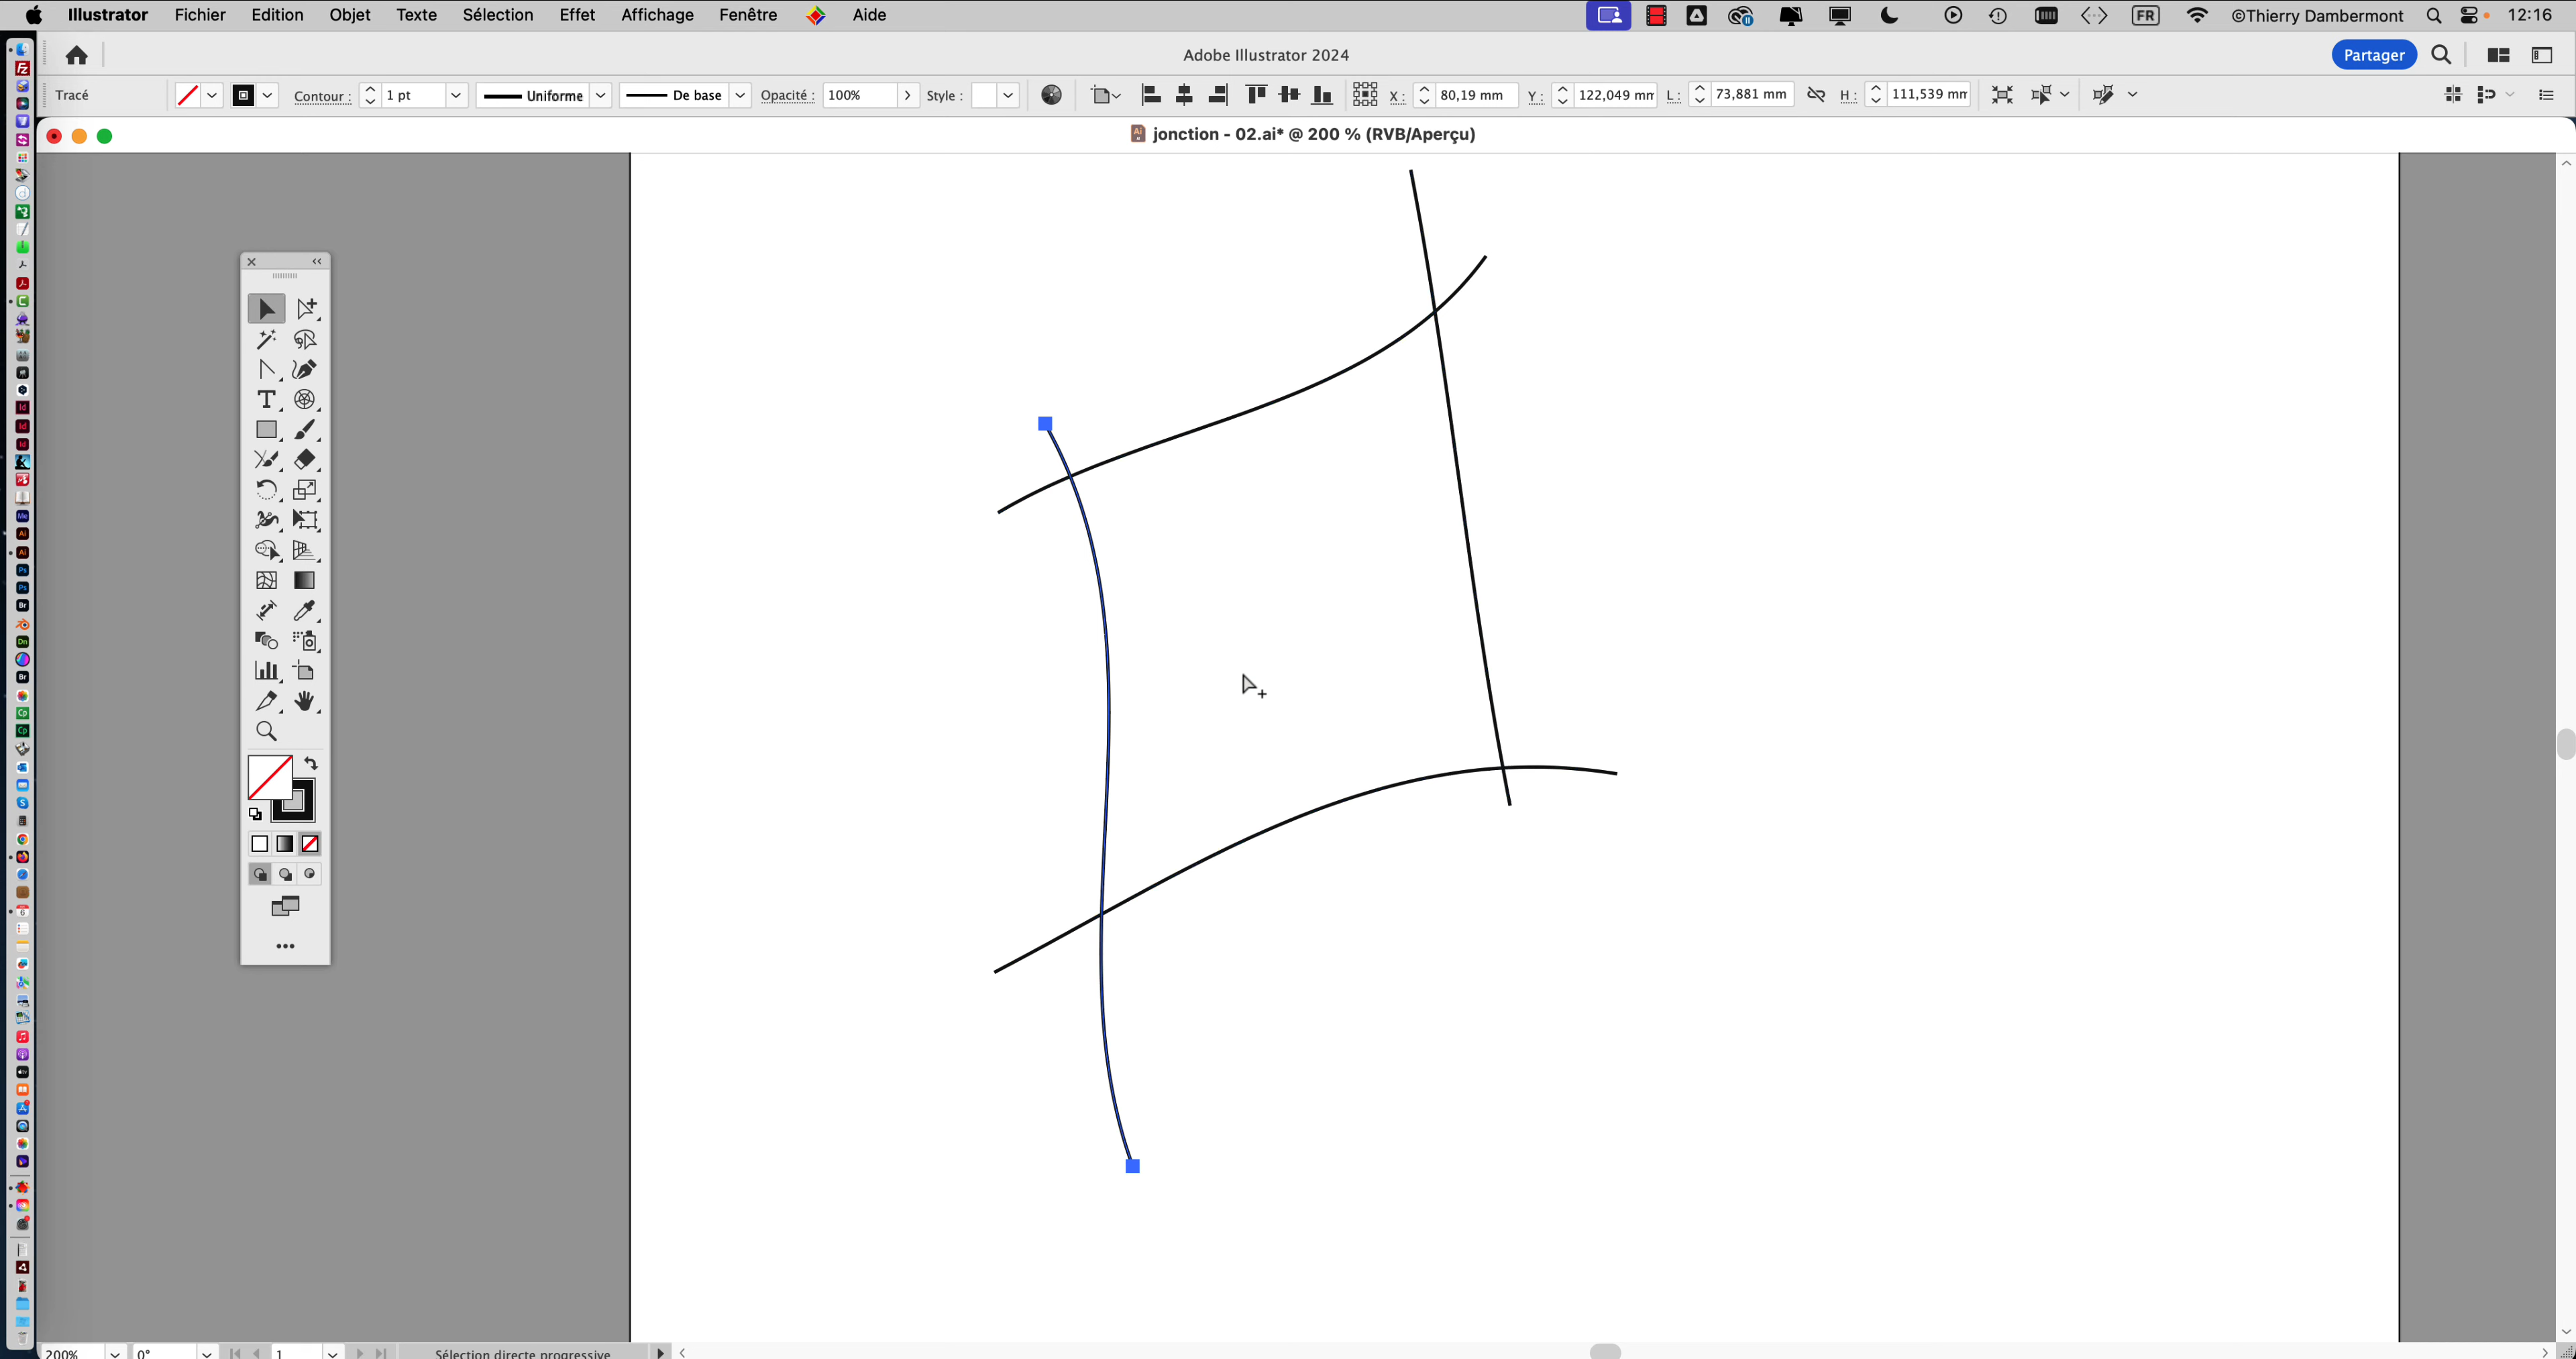 Illustrator Fichier Edition Objet Texte Sélection Effet Affichage Fenêtre Aide FR ©Thierry Dambermont 12:16
Adobe Illustrator 2024 Partager
Tracé Contour : 1 pt Uniforme De base Opacité : 100% Style : X : 80,19 mm Y : 122,049 mm L : 73,881 mm H : 111,539 mm
jonction - 02.ai* @ 200 % (RVB/Aperçu)
200% 0° 1 Sélection directe progressive